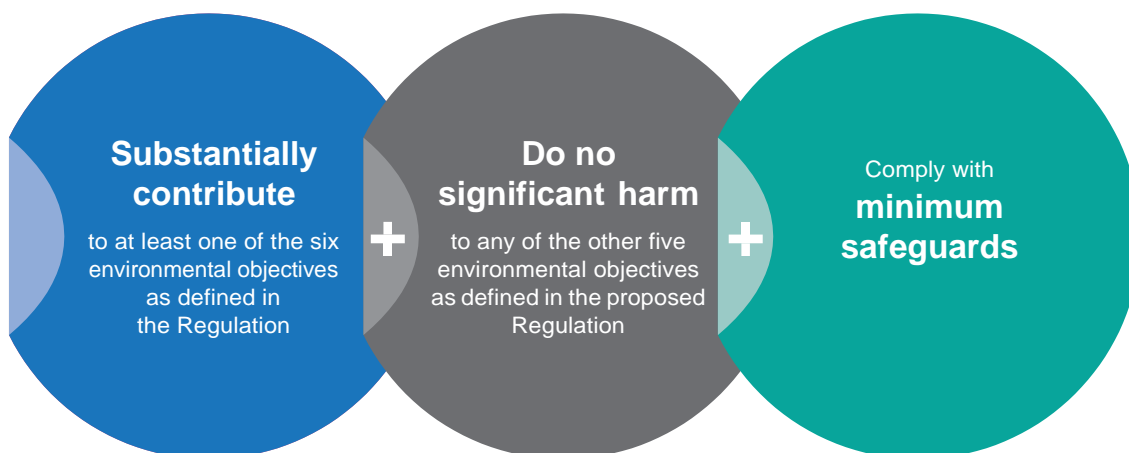 Substantially
contribute
to at least one of the six
environmental objectives
as defined in
the Regulation
+
Do no
significant harm
to any of the other five
environmental objectives
as defined in the proposed
Regulation
+
Comply with
minimum
safeguards